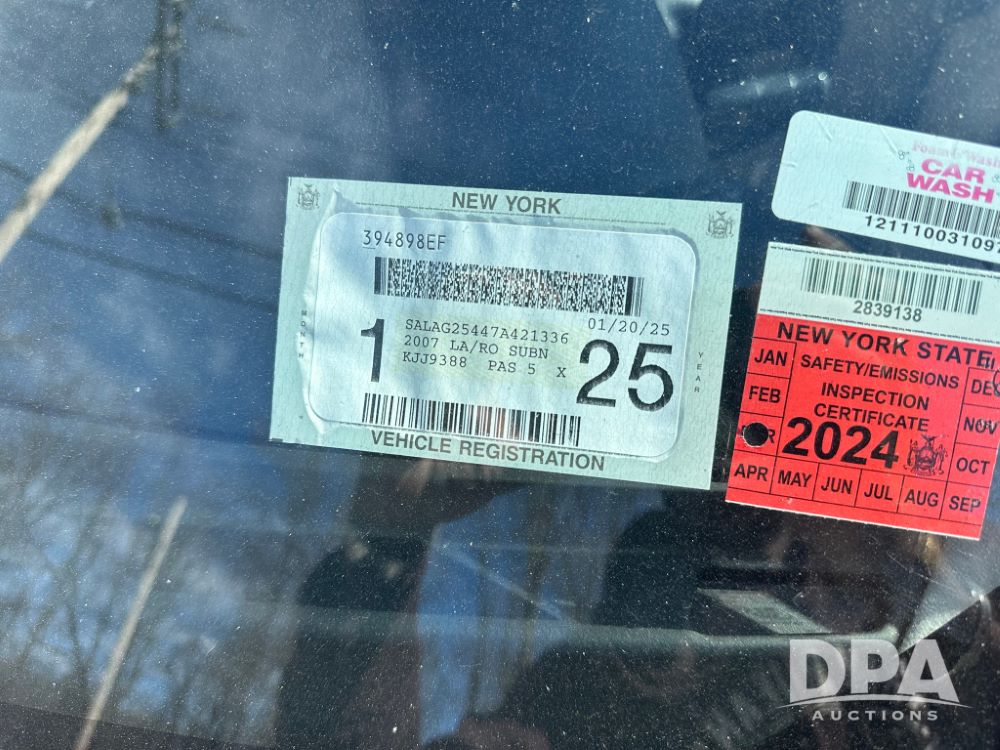 NEW YORK
394898EF
SALAG25447A421336
01/20/25
2007 LA/RO SUBN
KJJ9388 PAS 5 X
1
25
YEAR
VEHICLE REGISTRATION
Foam & Wash
CAR
WASH
2839138
NEW YORK STATE
SAFETY/EMISSIONS
INSPECTION
CERTIFICATE
2024
JAN
FEB
APR
MAY
JUN
JUL
AUG
SEP
OCT
NOV
DPA
AUCTIONS